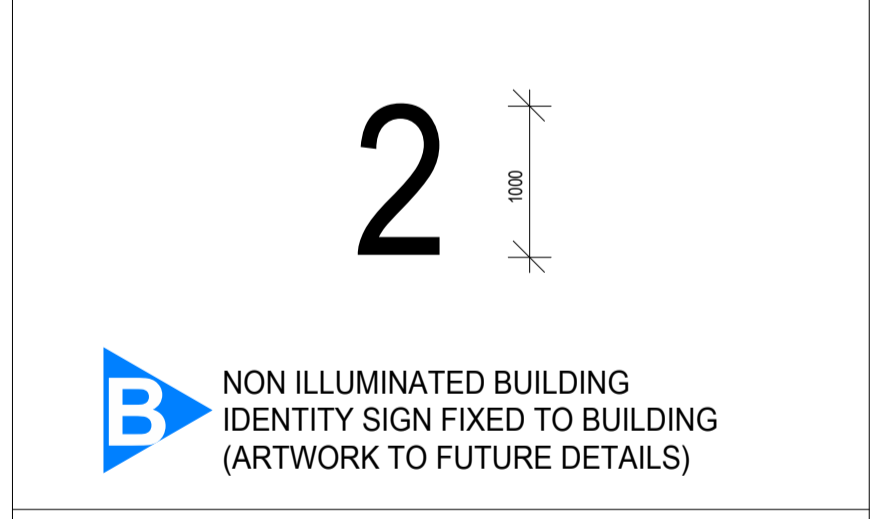 2
1000
B
NON ILLUMINATED BUILDING
IDENTITY SIGN FIXED TO BUILDING
(ARTWORK TO FUTURE DETAILS)